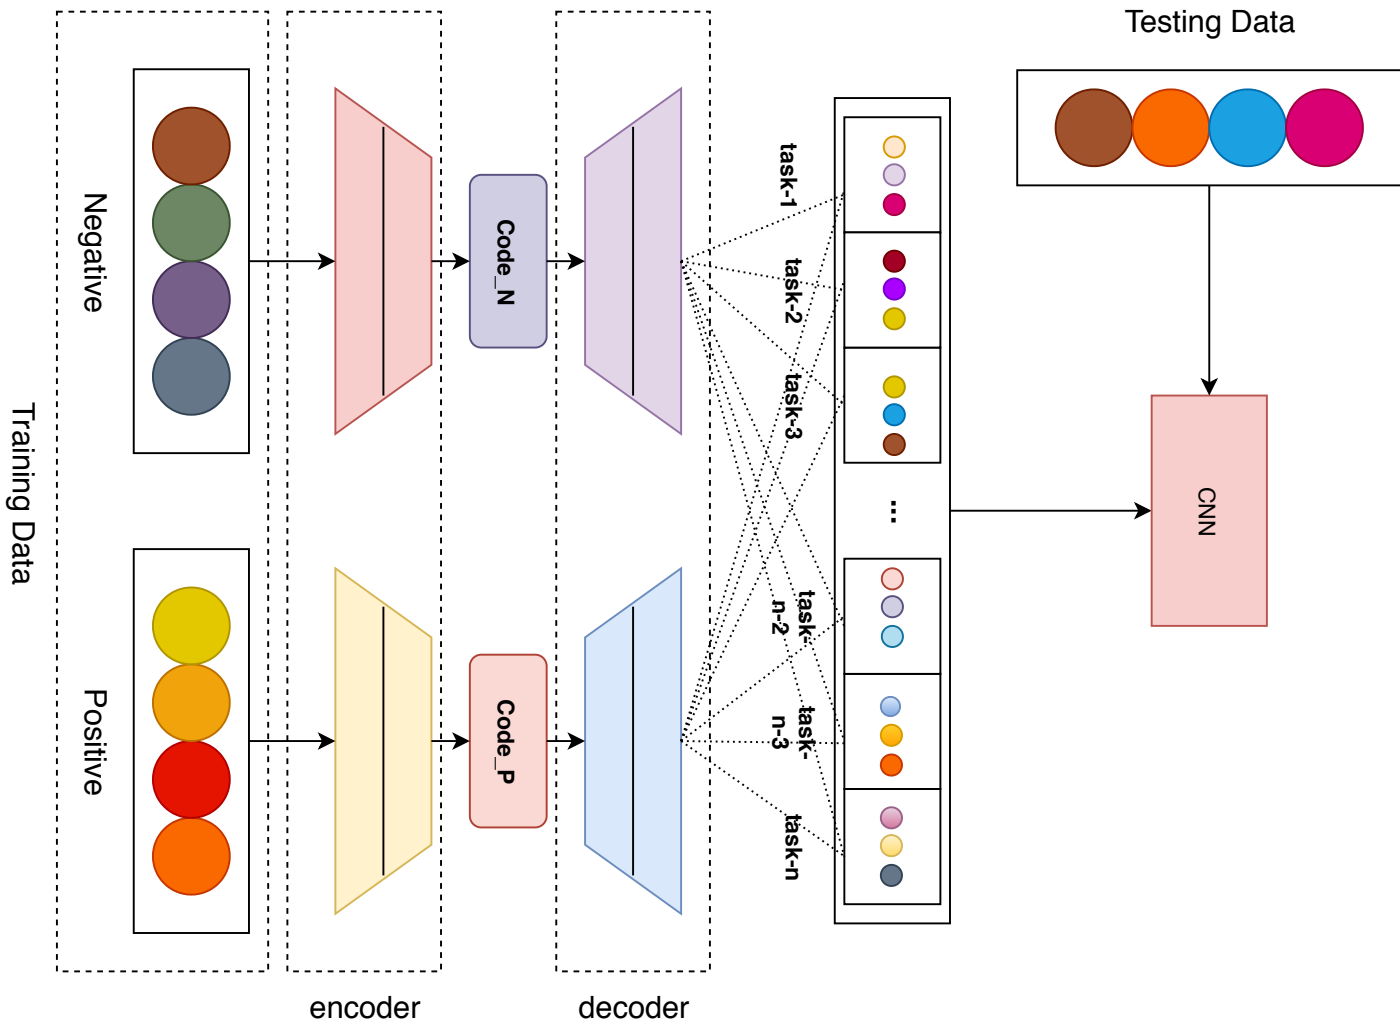 Testing Data
Training Data
Negative
Positive
Code_N
Code_P
task-1
task-2
task-3
...
task-
n-2
task-
n-3
task-n
CNN
encoder
decoder